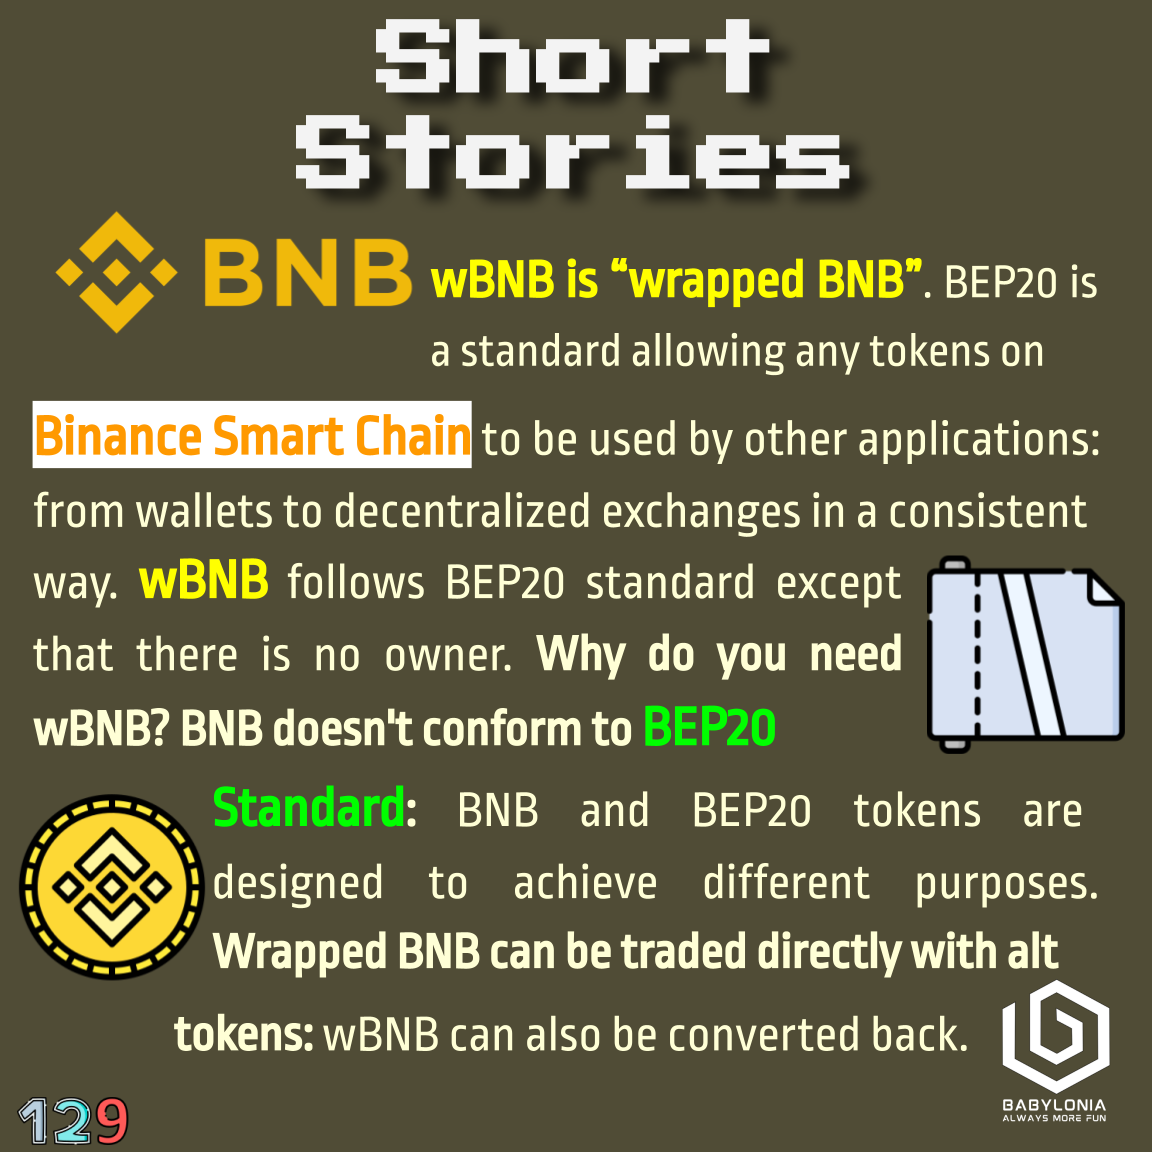 Short
Stories
BNB
wBNB is “wrapped BNB”. BEP20 is
a standard allowing any tokens on
Binance Smart Chain to be used by other applications:
from wallets to decentralized exchanges in a consistent
way. wBNB follows BEP20 standard except
that there is no owner. Why do you need
wBNB? BNB doesn't conform to BEP20
Standard: BNB and BEP20 tokens are
designed to achieve different purposes.
Wrapped BNB can be traded directly with alt
tokens: wBNB can also be converted back.
BABYLONIA
ALWAYS MORE FUN
129